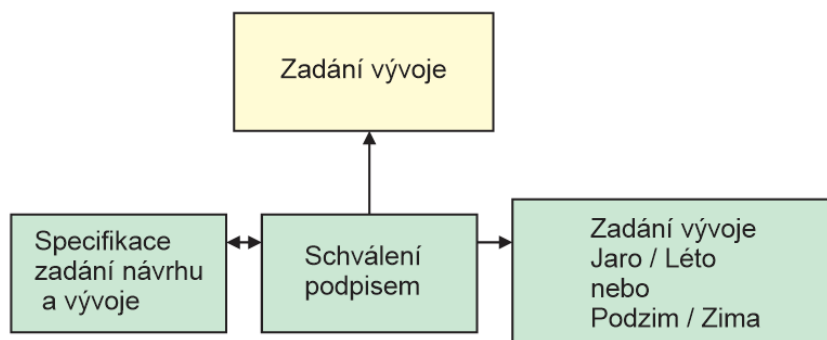 Zadání vývoje
Specifikace
zadání návrhu
a vývoje
Schválení
podpisem
Zadání vývoje
Jaro / Léto
nebo
Podzim / Zima